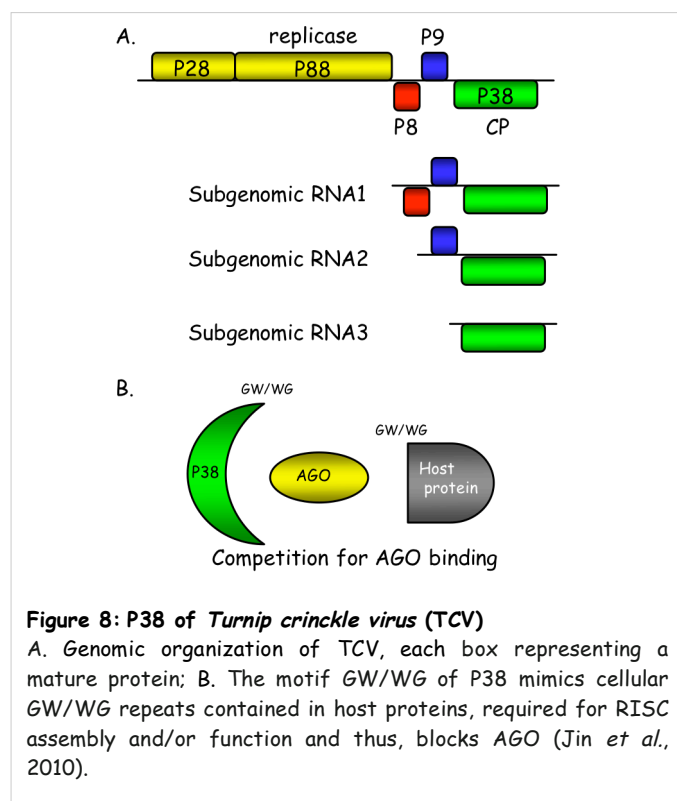 A.
replicase
P9
P28
P88
P38
P8
CP
Subgenomic RNA1
Subgenomic RNA2
Subgenomic RNA3
B.
GW/WG
GW/WG
P38
AGO
Host
protein
Competition for AGO binding
Figure 8: P38 of Turnip crinckle virus (TCV)
A. Genomic organization of TCV, each box representing a
mature protein; B. The motif GW/WG of P38 mimics cellular
GW/WG repeats contained in host proteins, required for RISC
assembly and/or function and thus, blocks AGO (Jin et al.,
2010).